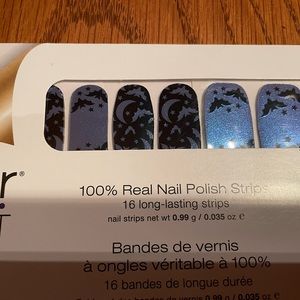 r®
T
100% Real Nail Polish Strips
16 long-lasting strips
nail strips net wt 0.99 g / 0.035 oz ℮
Bandes de vernis
à ongles véritable à 100%
16 bandes de longue durée